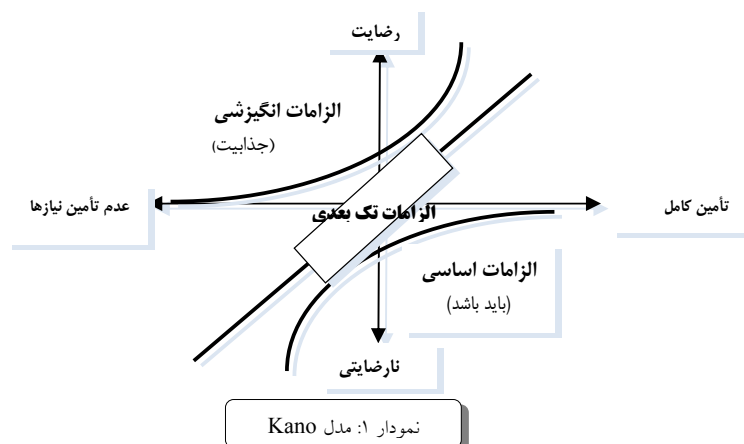 رضایت
الزامات انگیزشی
(جذابیت)
تأمین کامل
الزامات تک بعدی
عدم تأمین نیازها
الزامات اساسی
(باید باشد)
نارضایتی
نمودار ۱: مدل Kano